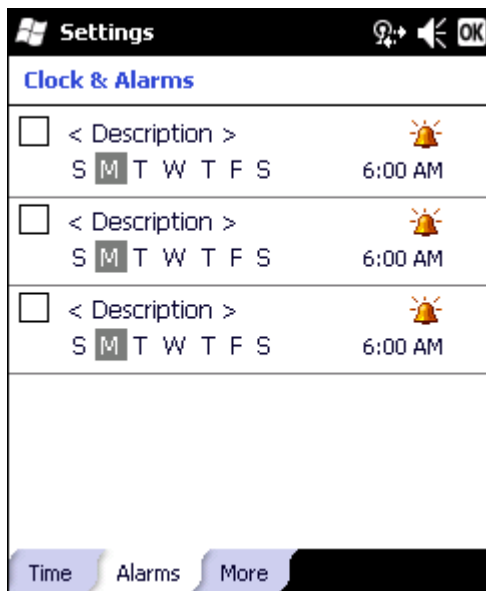 Settings OK
Clock & Alarms
< Description >
S M T W T F S 6:00 AM
< Description >
S M T W T F S 6:00 AM
< Description >
S M T W T F S 6:00 AM
Time Alarms More